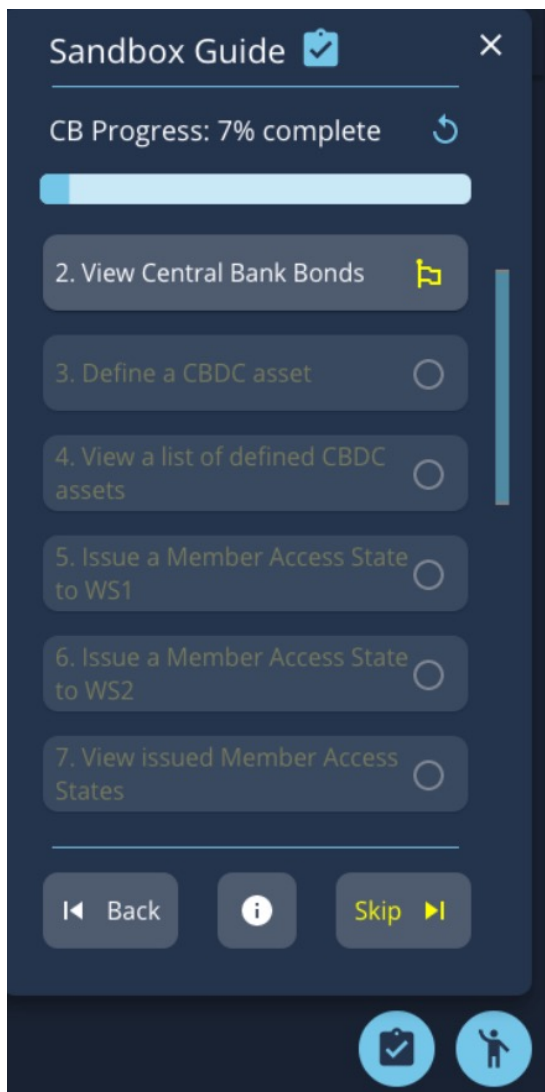 Sandbox Guide
CB Progress: 7% complete
2. View Central Bank Bonds
3. Define a CBDC asset
4. View a list of defined CBDC
assets
5. Issue a Member Access State
to WS1
6. Issue a Member Access State
to WS2
7. View issued Member Access
States
Back
Skip